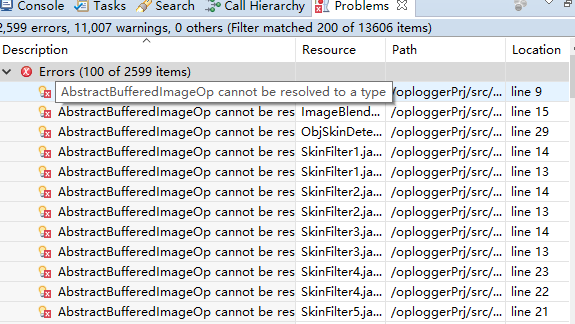 Console Tasks Search Call Hierarchy Problems
2,599 errors, 11,007 warnings, 0 others (Filter matched 200 of 13606 items)
Description Resource Path Location
Errors (100 of 2599 items)
AbstractBufferedImageOp cannot be resolved to a type /oploggerPrj/src/... line 9
AbstractBufferedImageOp cannot be res ImageBlend... /oploggerPrj/src/... line 15
AbstractBufferedImageOp cannot be res ObjSkinDete... /oploggerPrj/src/... line 29
AbstractBufferedImageOp cannot be res SkinFilter1.ja... /oploggerPrj/src/... line 14
AbstractBufferedImageOp cannot be res SkinFilter1.ja... /oploggerPrj/src/... line 13
AbstractBufferedImageOp cannot be res SkinFilter2.ja... /oploggerPrj/src/... line 14
AbstractBufferedImageOp cannot be res SkinFilter2.ja... /oploggerPrj/src/... line 13
AbstractBufferedImageOp cannot be res SkinFilter3.ja... /oploggerPrj/src/... line 14
AbstractBufferedImageOp cannot be res SkinFilter3.ja... /oploggerPrj/src/... line 13
AbstractBufferedImageOp cannot be res SkinFilter4.ja... /oploggerPrj/src/... line 23
AbstractBufferedImageOp cannot be res SkinFilter4.ja... /oploggerPrj/src/... line 22
AbstractBufferedImageOp cannot be res SkinFilter5.ja... /oploggerPrj/src/... line 21